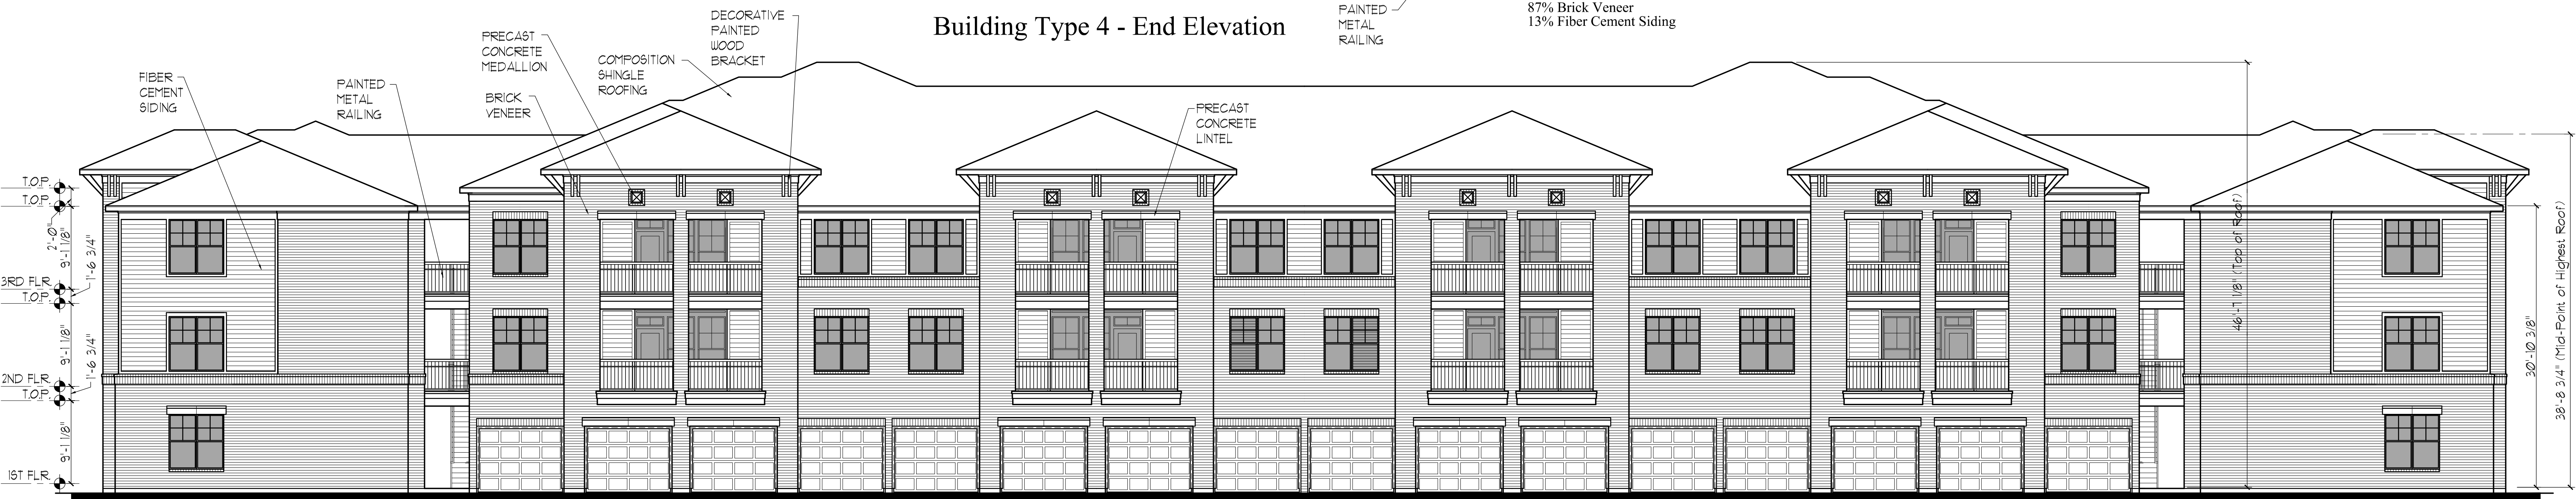 Building Type 4 - End Elevation
87% Brick Veneer
13% Fiber Cement Siding
PAINTED
METAL
RAILING
DECORATIVE
PAINTED
WOOD
BRACKET
PRECAST
CONCRETE
MEDALLION
COMPOSITION
SHINGLE
ROOFING
FIBER
CEMENT
SIDING
PAINTED
METAL
RAILING
BRICK
VENEER
PRECAST
CONCRETE
LINTEL
T.O.P.
T.O.P.
2'-0"
9'-1 1/8"
1'-6 3/4"
3RD FLR.
T.O.P.
9'-1 1/8"
1'-6 3/4"
2ND FLR.
T.O.P.
9'-1 1/8"
1ST FLR.
46'-7 1/8" (Top of Roof)
30'-10 3/8"
38'-8 3/4" (Mid-Point of Highest Roof)